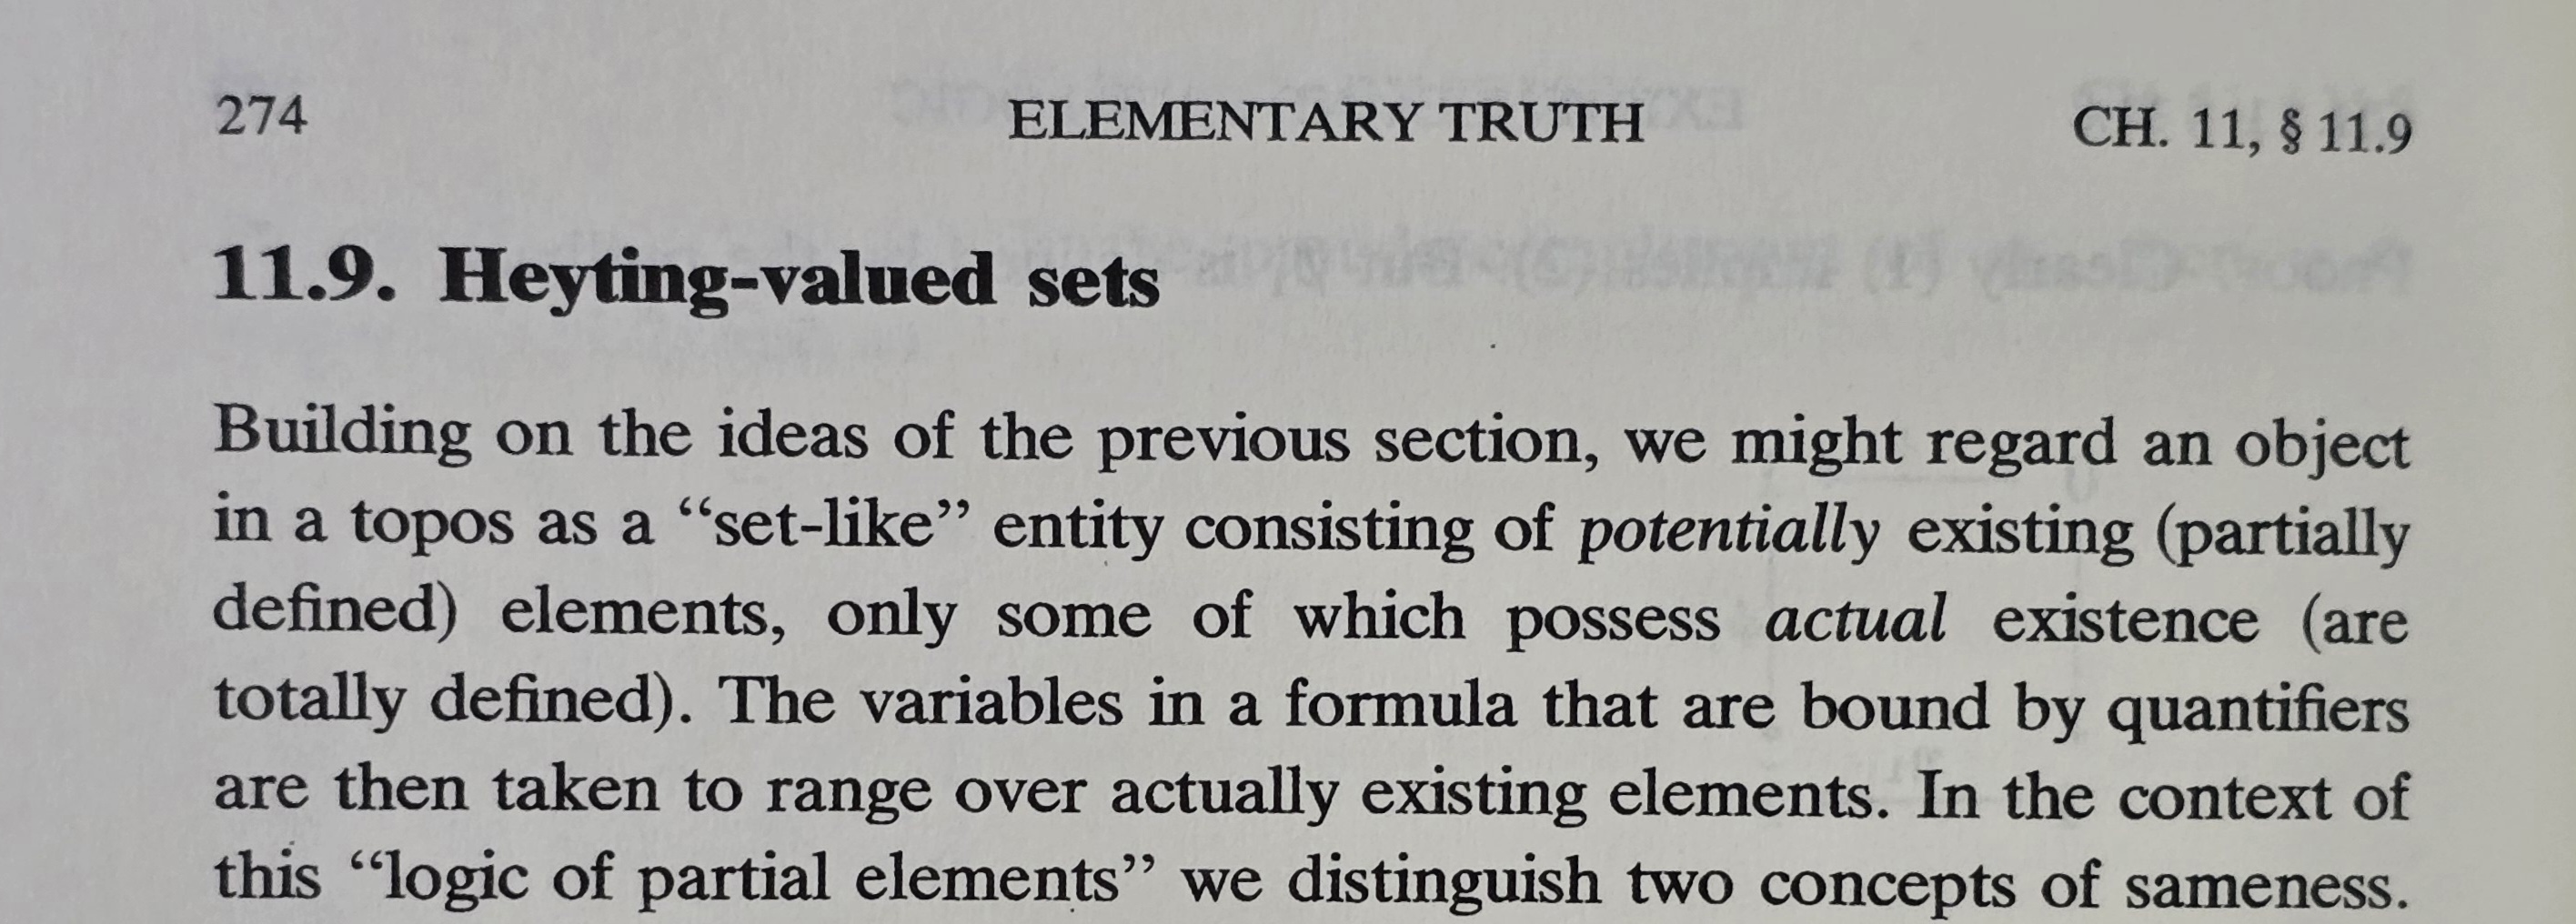 274 ELEMENTARY TRUTH CH. 11, § 11.9
11.9. Heyting-valued sets
Building on the ideas of the previous section, we might regard an object
in a topos as a “set-like” entity consisting of potentially existing (partially
defined) elements, only some of which possess actual existence (are
totally defined). The variables in a formula that are bound by quantifiers
are then taken to range over actually existing elements. In the context of
this “logic of partial elements” we distinguish two concepts of sameness.